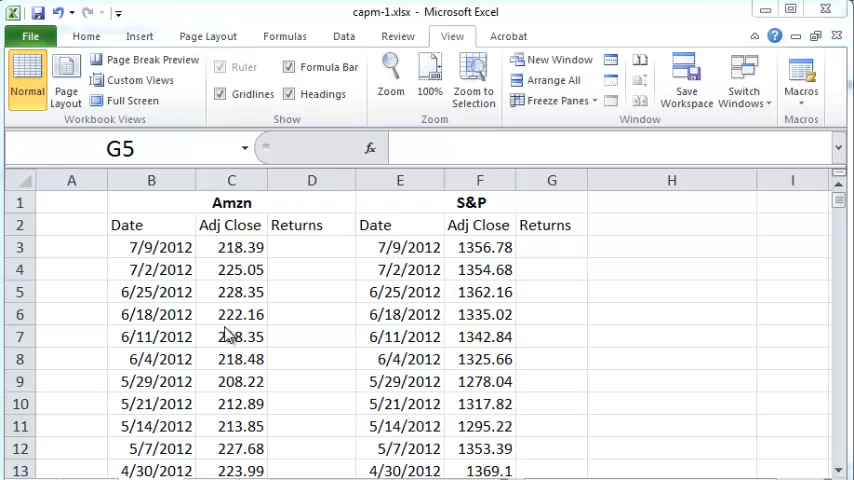 capm-1.xlsx - Microsoft Excel
File Home Insert Page Layout Formulas Data Review View Acrobat
Normal
Page Layout
Page Break Preview
Custom Views
Full Screen
Workbook Views
Ruler
Formula Bar
Gridlines
Headings
Show
Zoom
100%
Zoom to Selection
Zoom
New Window
Arrange All
Freeze Panes
Save Workspace
Switch Windows
Window
Macros
Macros
G5 fx
A B C D E F G H I
1 Amzn S&P
2 Date Adj Close Returns Date Adj Close Returns
3 7/9/2012 218.39 7/9/2012 1356.78
4 7/2/2012 225.05 7/2/2012 1354.68
5 6/25/2012 228.35 6/25/2012 1362.16
6 6/18/2012 222.16 6/18/2012 1335.02
7 6/11/2012 6/11/2012 1342.84
8 6/4/2012 218.48 6/4/2012 1325.66
9 5/29/2012 208.22 5/29/2012 1278.04
10 5/21/2012 212.89 5/21/2012 1317.82
11 5/14/2012 213.85 5/14/2012 1295.22
12 5/7/2012 227.68 5/7/2012 1353.39
13 4/30/2012 223.99 4/30/2012 1369.1